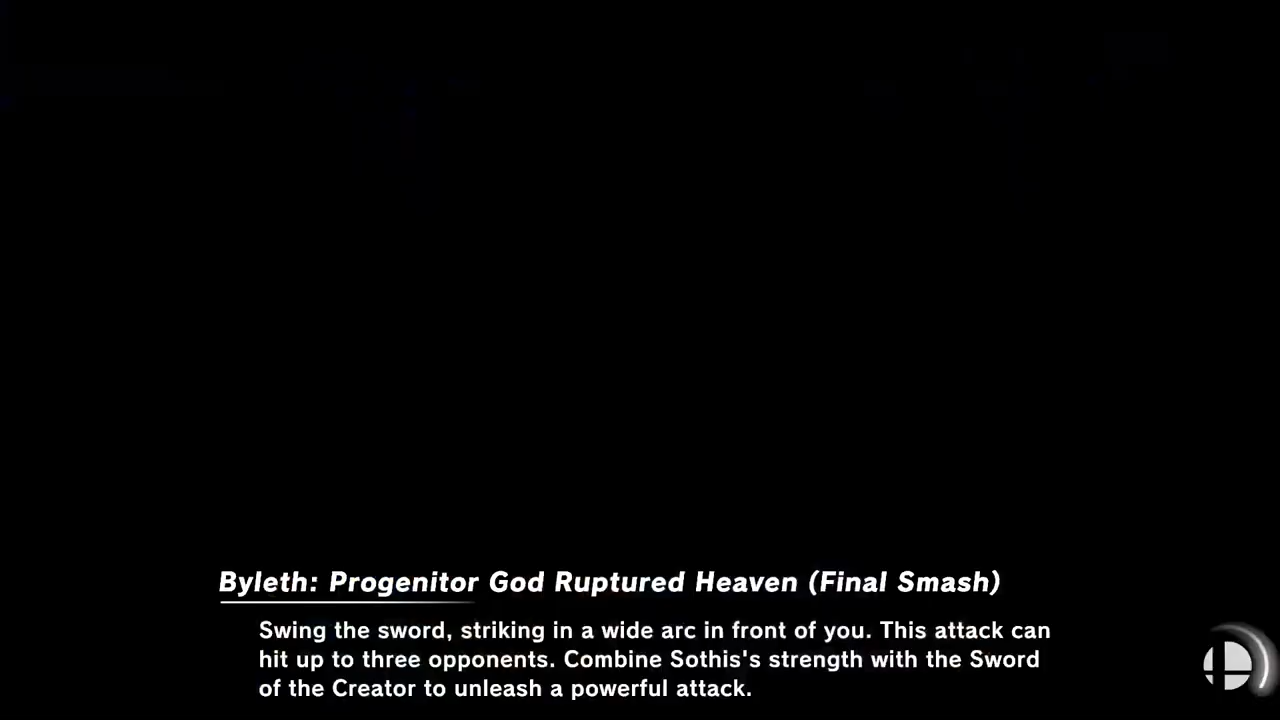 Byleth: Progenitor God Ruptured Heaven (Final Smash)
Swing the sword, striking in a wide arc in front of you. This attack can
hit up to three opponents. Combine Sothis's strength with the Sword
of the Creator to unleash a powerful attack.